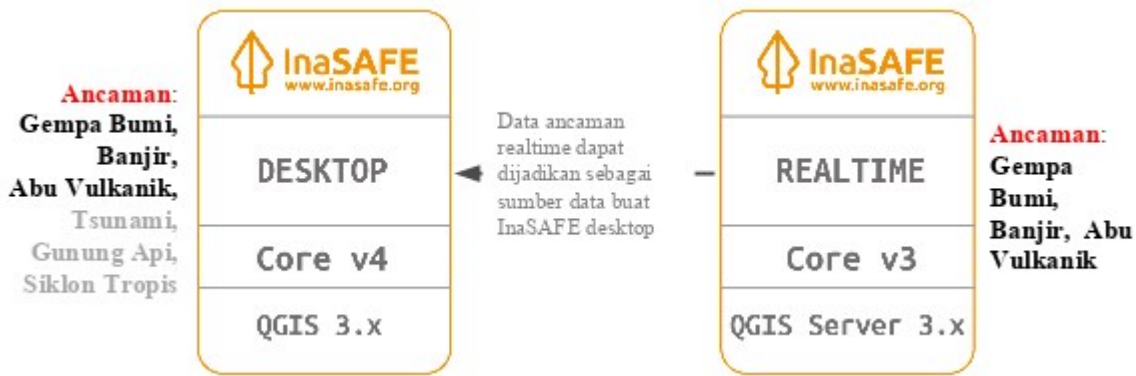 Ancaman:
Gempa Bumi,
Banjir,
Abu Vulkanik,
Tsunami,
Gunung Api,
Siklon Tropis
InaSAFE
www.inasafe.org
DESKTOP
Core v4
QGIS 3.x
Data ancaman
realtime dapat
dijadikan sebagai
sumber data buat
InaSAFE desktop
InaSAFE
www.inasafe.org
REALTIME
Core v3
QGIS Server 3.x
Ancaman:
Gempa
Bumi,
Banjir, Abu
Vulkanik